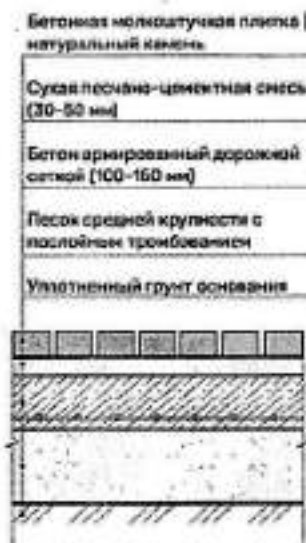 Бетонная мелкоштучная плитка |
натуральный камень
Сухая песчано-цементная смесь
(30-50 мм)
Бетон армированный дорожной
сеткой (100-150 мм)
Песок средней крупности с
послойным трамбованием
Уплотненный грунт основания